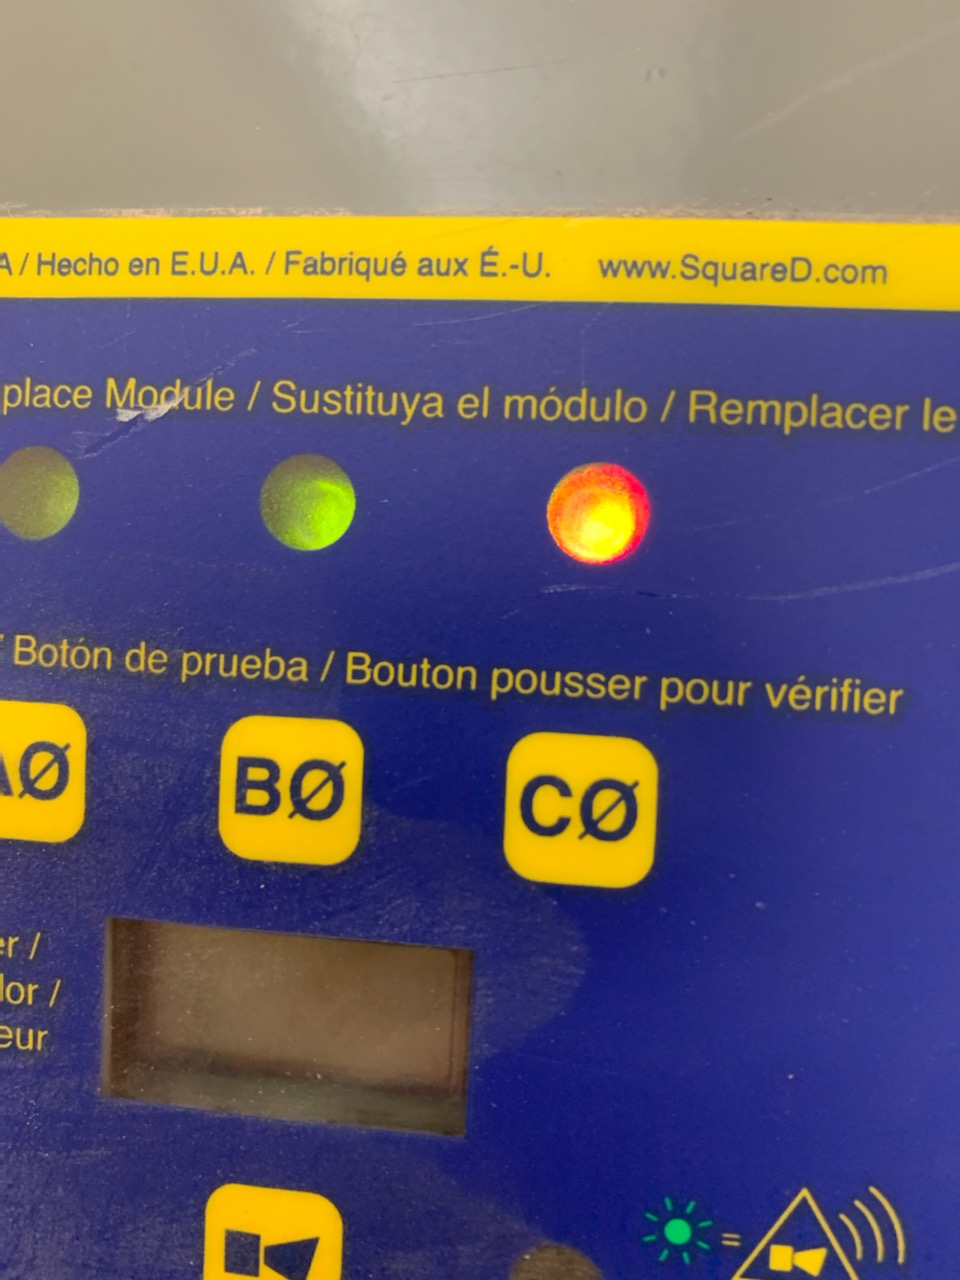 A / Hecho en E.U.A. / Fabriqué aux É.-U. www.SquareD.com
place Module / Sustituya el módulo / Remplacer le
/ Botón de prueba / Bouton pousser pour vérifier
AØ BØ CØ
er /
dor /
eur
=